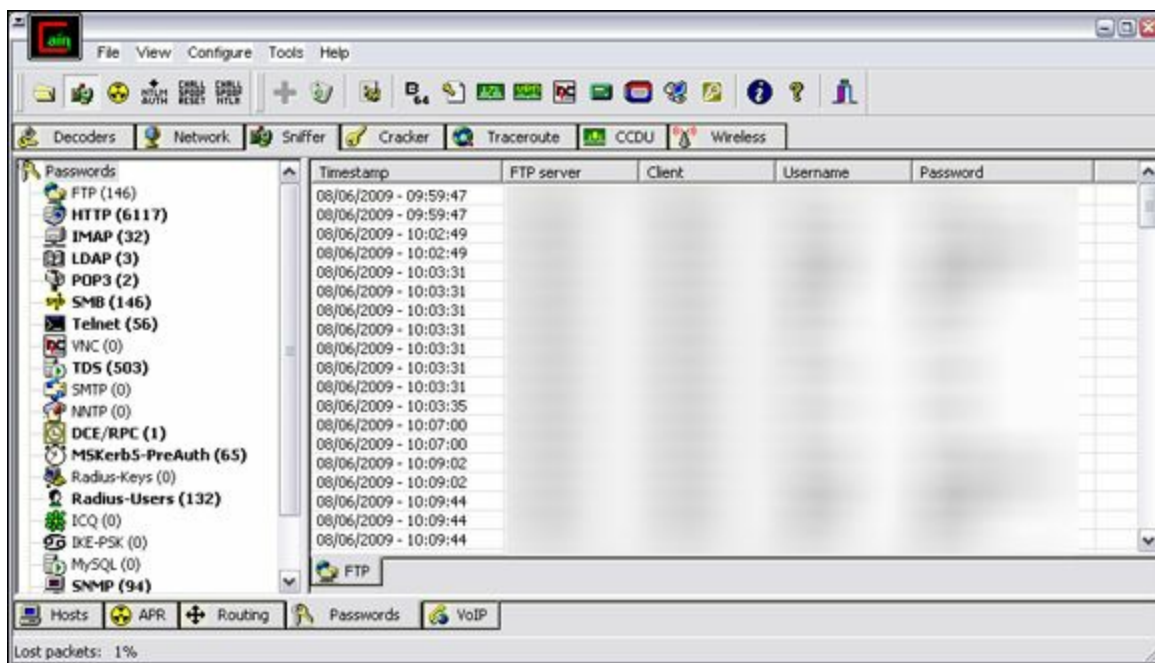 Cain
File View Configure Tools Help
NTLM AUTH
CHALL SPOOF RESET
CHALL SPOOF NTLM
B64
Decoders Network Sniffer Cracker Traceroute CCDU Wireless
Passwords
FTP (146)
HTTP (6117)
IMAP (32)
LDAP (3)
POP3 (2)
SMB (146)
Telnet (56)
VNC (0)
TDS (503)
SMTP (0)
NNTP (0)
DCE/RPC (1)
MSKerb5-PreAuth (65)
Radius-Keys (0)
Radius-Users (132)
ICQ (0)
IKE-PSK (0)
MySQL (0)
SNMP (94)
Timestamp FTP server Client Username Password
08/06/2009 - 09:59:47
08/06/2009 - 09:59:47
08/06/2009 - 10:02:49
08/06/2009 - 10:02:49
08/06/2009 - 10:03:31
08/06/2009 - 10:03:31
08/06/2009 - 10:03:31
08/06/2009 - 10:03:31
08/06/2009 - 10:03:31
08/06/2009 - 10:03:31
08/06/2009 - 10:03:31
08/06/2009 - 10:03:35
08/06/2009 - 10:07:00
08/06/2009 - 10:07:00
08/06/2009 - 10:09:02
08/06/2009 - 10:09:02
08/06/2009 - 10:09:44
08/06/2009 - 10:09:44
08/06/2009 - 10:09:44
FTP
Hosts APR Routing Passwords VoIP
Lost packets: 1%